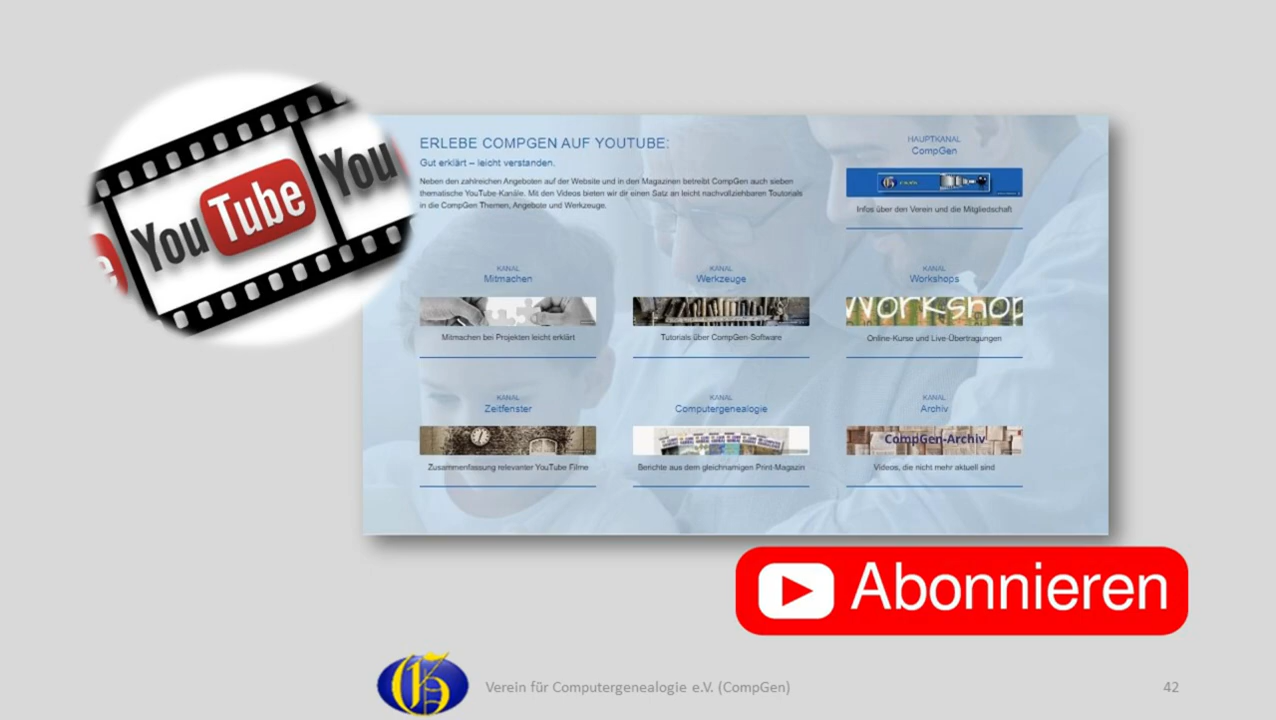 You Tube You
e
ERLEBE COMPGEN AUF YOUTUBE:
Gut erklärt – leicht verstanden.
Neben den zahlreichen Angeboten auf der Website und in den Magazinen betreibt CompGen auch sieben
thematische YouTube-Kanäle. Mit den Videos bieten wir dir einen Satz an leicht nachvollziehbaren Toutorials
in die CompGen Themen, Angebote und Werkzeuge.
HAUPTKANAL
CompGen
Infos über den Verein und die Mitgliedschaft
KANAL
Mitmachen
Mitmachen bei Projekten leicht erklärt
KANAL
Werkzeuge
Tutorials über CompGen-Software
KANAL
Workshops
Workshop
Online-Kurse und Live-Übertragungen
KANAL
Zeitfenster
Zusammenfassung relevanter YouTube Filme
KANAL
Computergenealogie
Berichte aus dem gleichnamigen Print-Magazin
KANAL
Archiv
CompGen-Archiv
Videos, die nicht mehr aktuell sind
Abonnieren
G
Verein für Computergenealogie e.V. (CompGen)
42